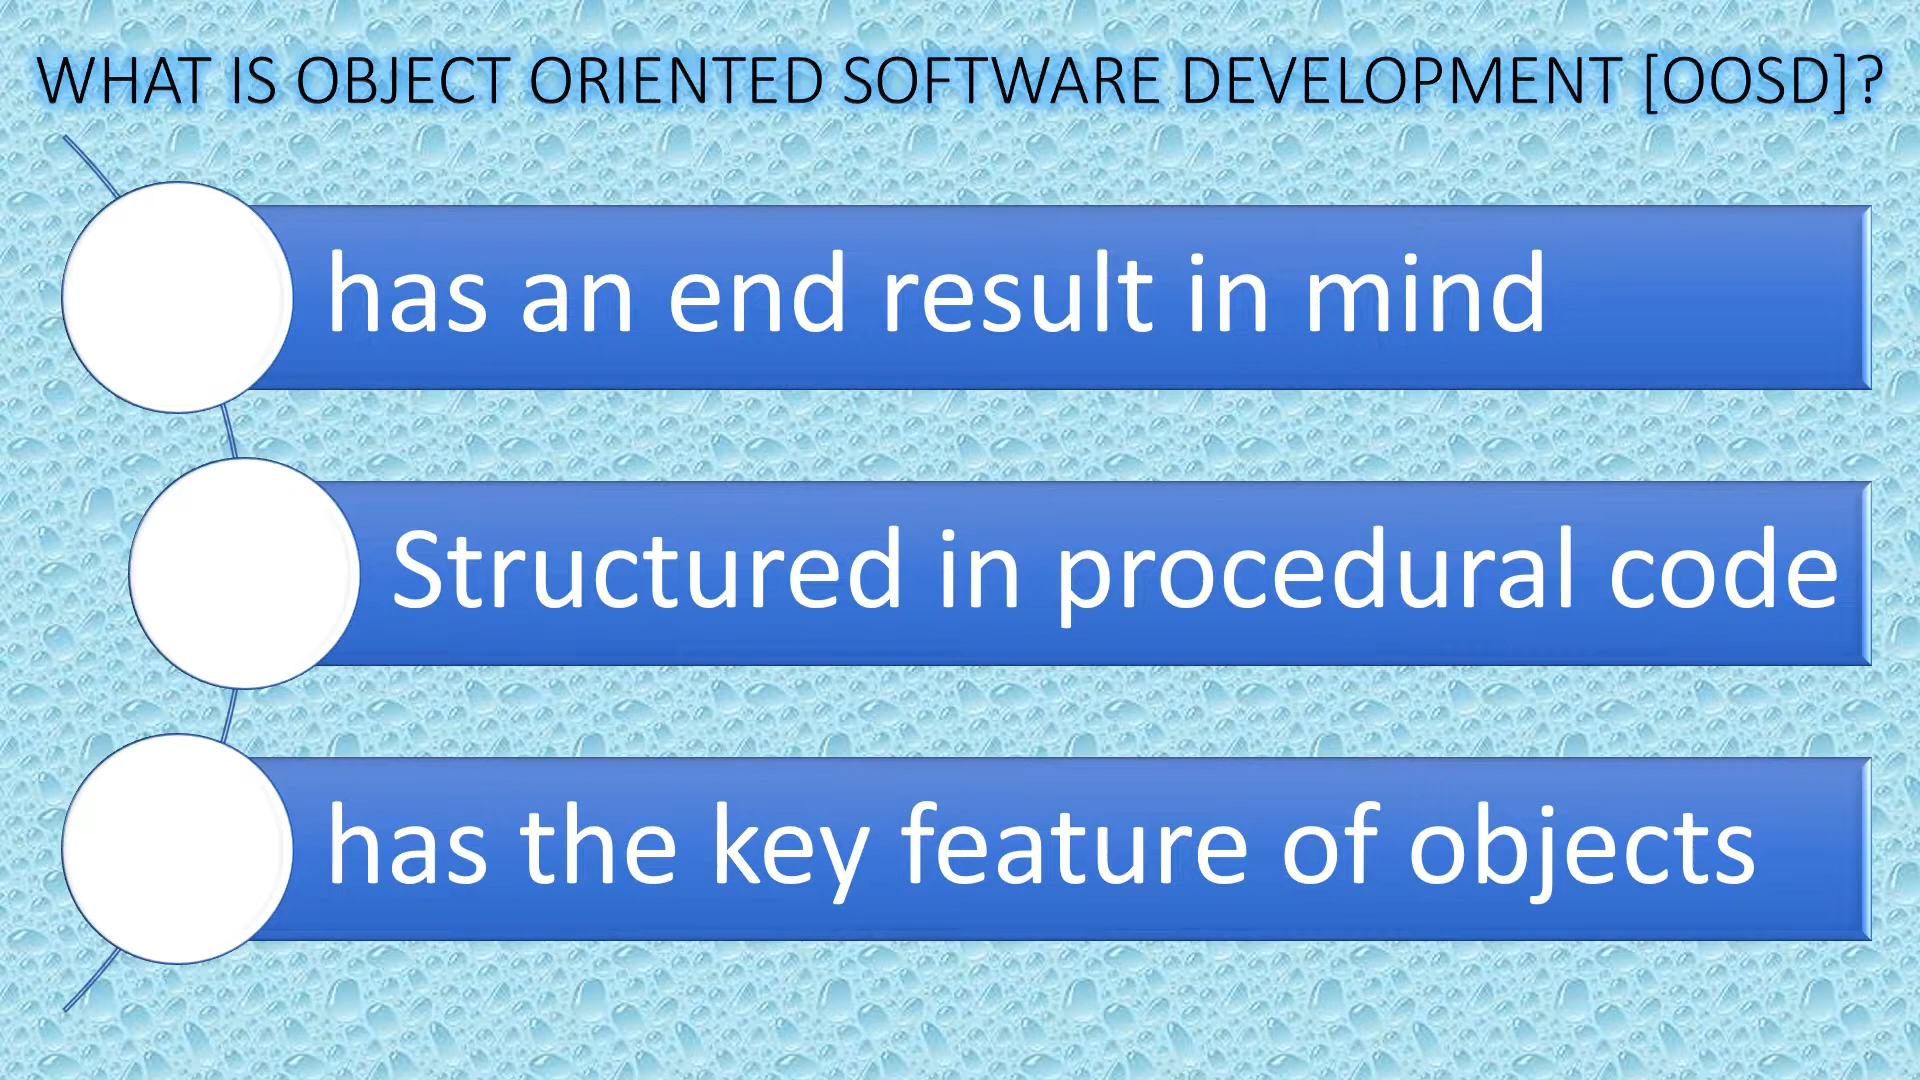 WHAT IS OBJECT ORIENTED SOFTWARE DEVELOPMENT [OOSD]?
has an end result in mind
Structured in procedural code
has the key feature of objects